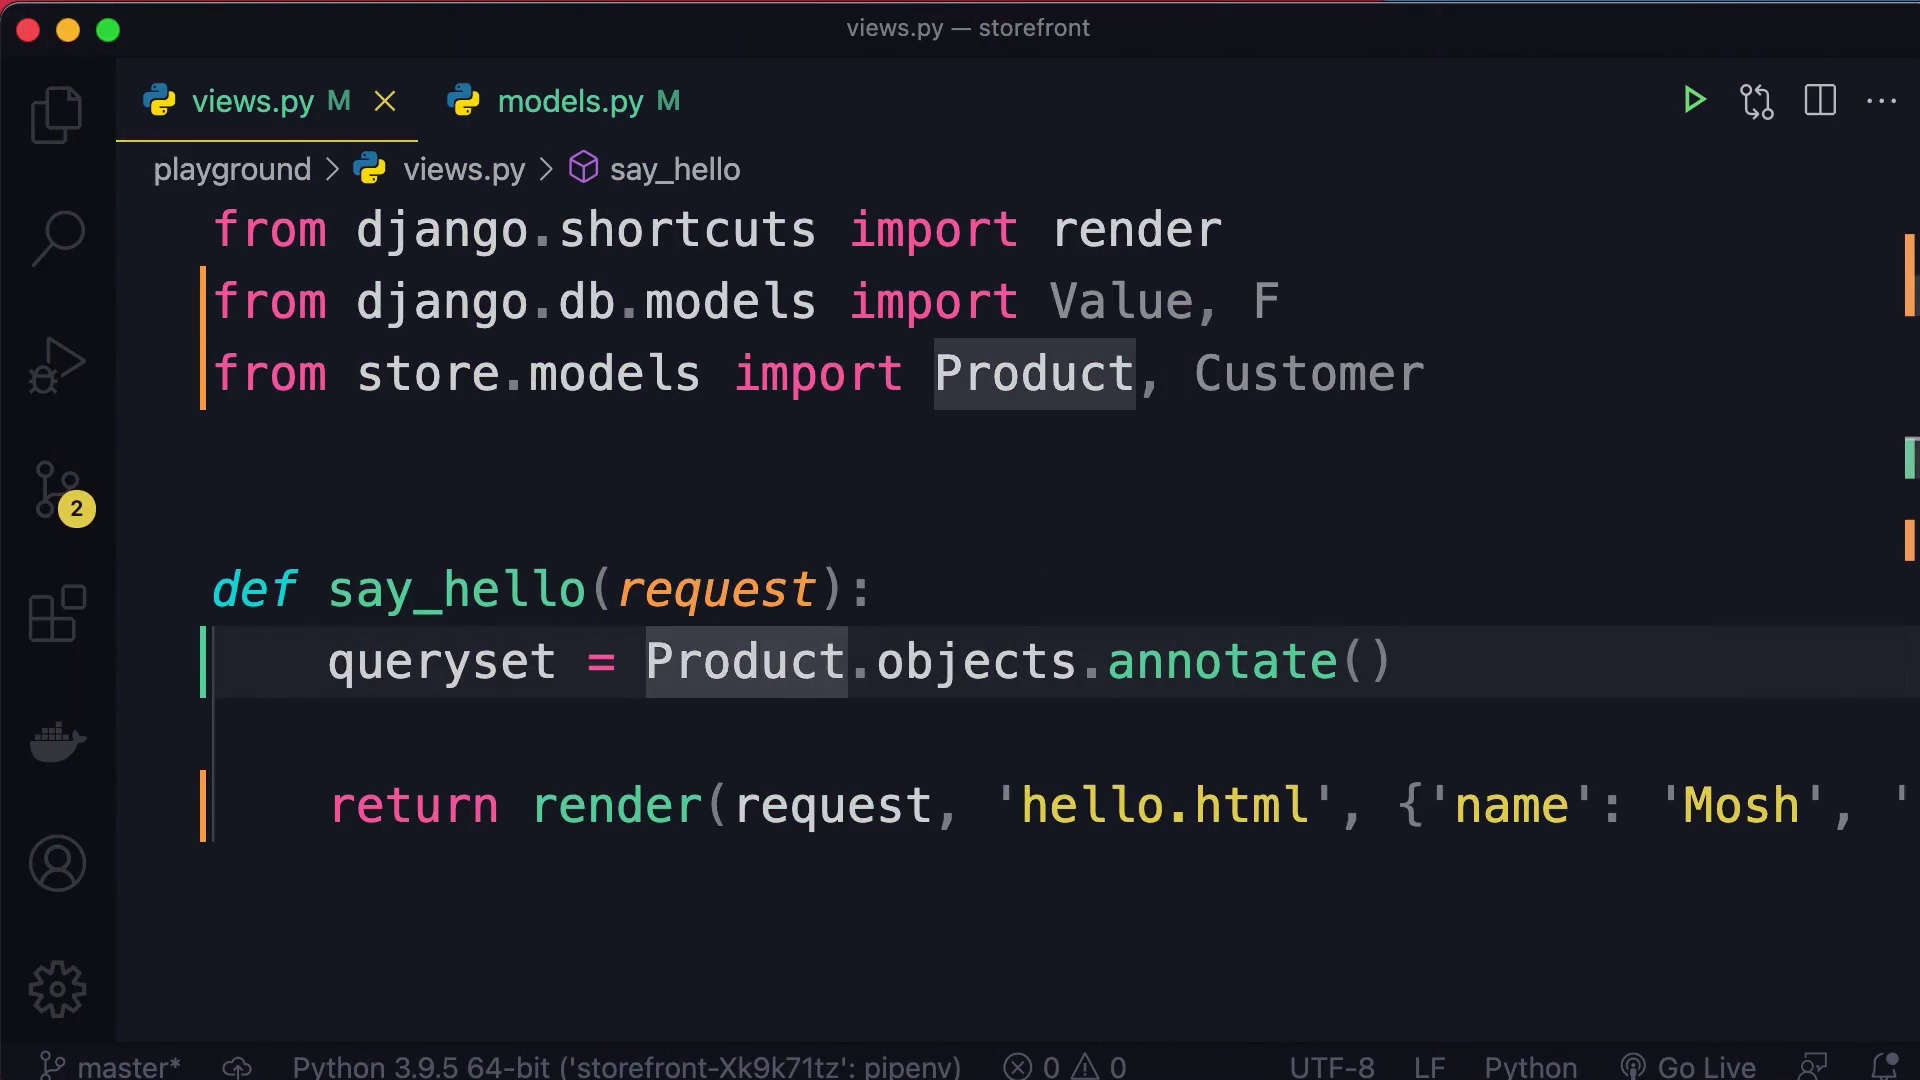 views.py — storefront
views.py M models.py M
playground > views.py > say_hello
from django.shortcuts import render
from django.db.models import Value, F
from store.models import Product, Customer
2
def say_hello(request):
queryset = Product.objects.annotate()
return render(request, 'hello.html', {'name': 'Mosh', '
master* Python 3.9.5 64-bit ('storefront-Xk9k71tz': pipenv) 0 0 UTF-8 LF Python Go Live